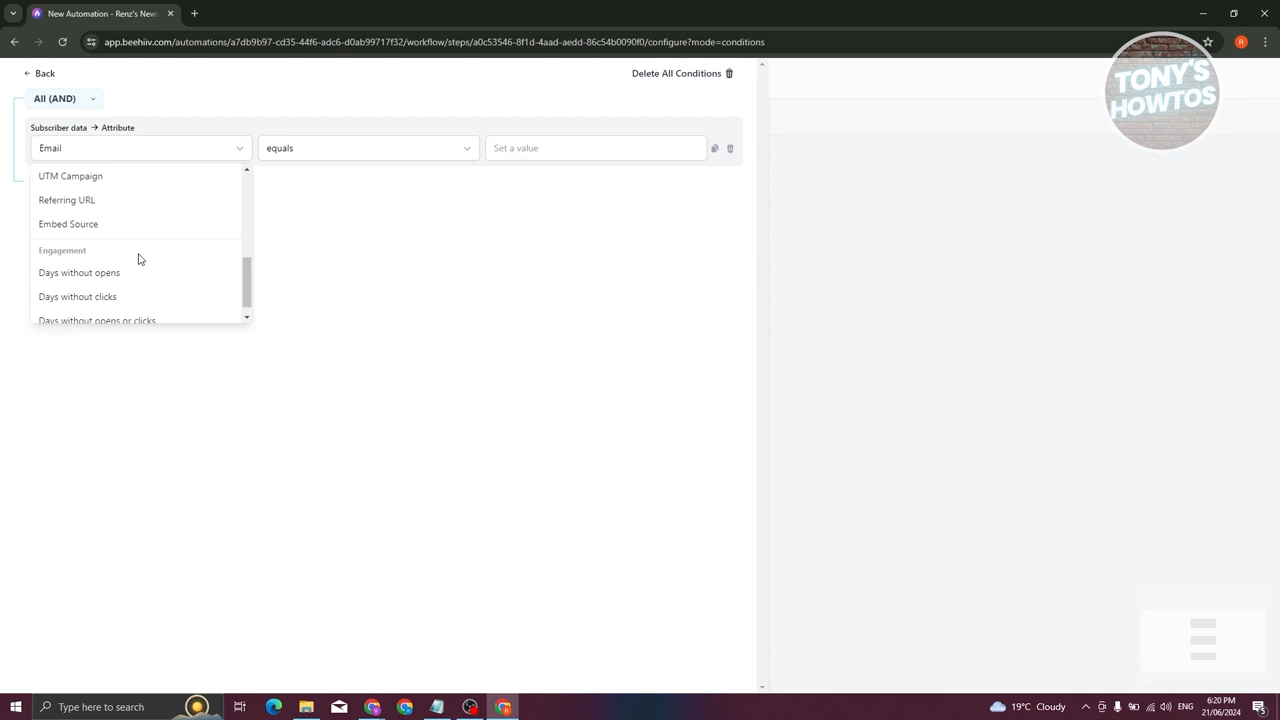 New Automation - Renz's News
app.beehiiv.com/automations/a7db9b97-cd35-44f6-adc6-d0ab99717f32/workflow/steps/a0c53546-8f1d-4aad-aedd-86c54b0090f0/configure?mode=conditions
R
TONY'S
HOWTOS
Back
Delete All Conditions
All (AND)
Subscriber data → Attribute
Email
equals
Set a value
UTM Campaign
Referring URL
Embed Source
Engagement
Days without opens
Days without clicks
Days without opens or clicks
Type here to search
19°C Cloudy
ENG
6:20 PM
21/06/2024